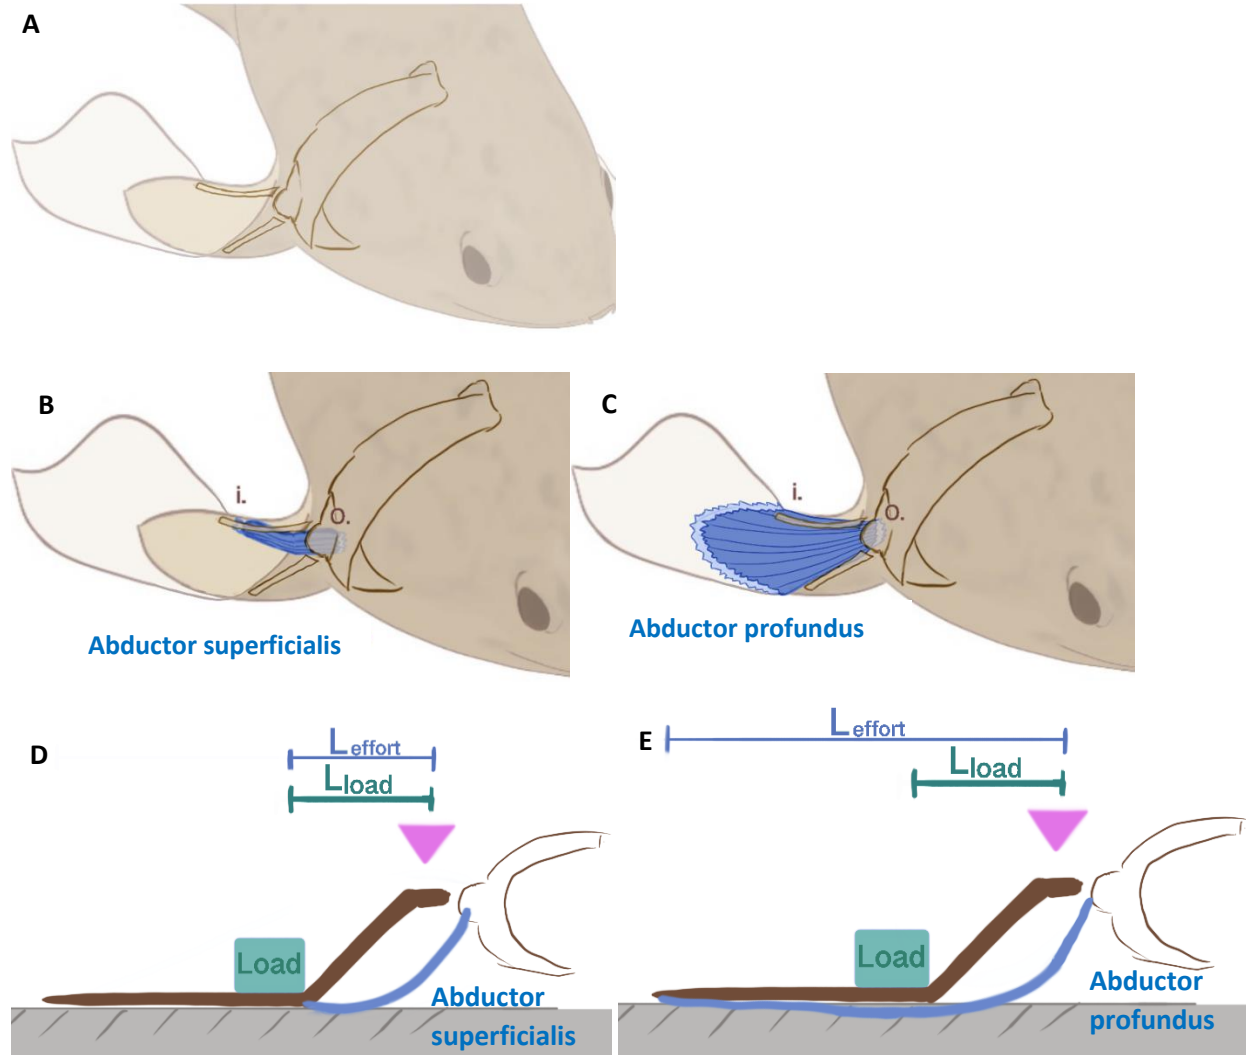 A
B
C
i.
O.
i.
O.
Abductor superficialis
Abductor profundus
D
E
Leffort
Lload
Leffort
Lload
Load
Load
Abductor
superficialis
Abductor
profundus